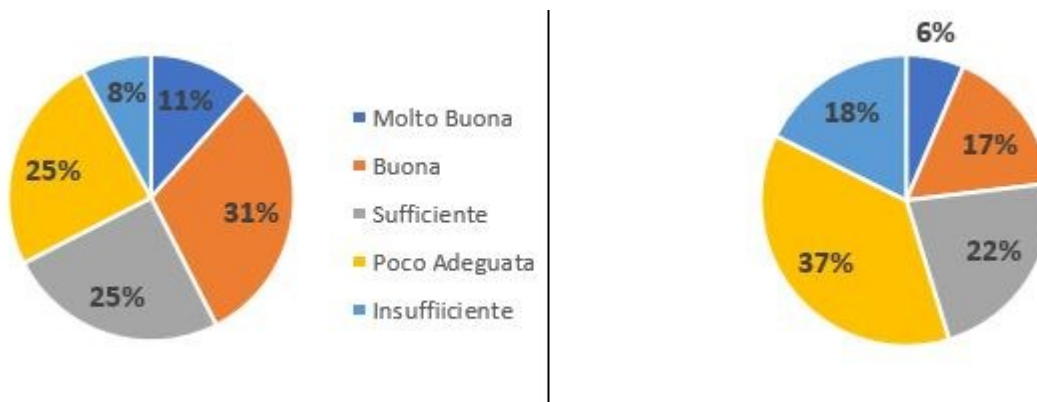 8%
11%
25%
31%
25%
Molto Buona
Buona
Sufficiente
Poco Adeguata
Insuffiiciente
6%
18%
17%
37%
22%